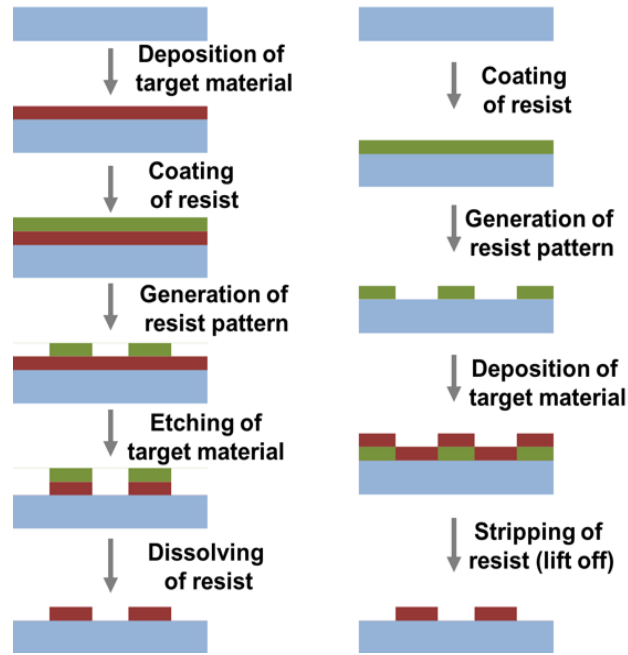 Deposition of
target material
Coating
of resist
Generation of
resist pattern
Etching of
target material
Dissolving
of resist
Coating
of resist
Generation of
resist pattern
Deposition of
target material
Stripping of
resist (lift off)